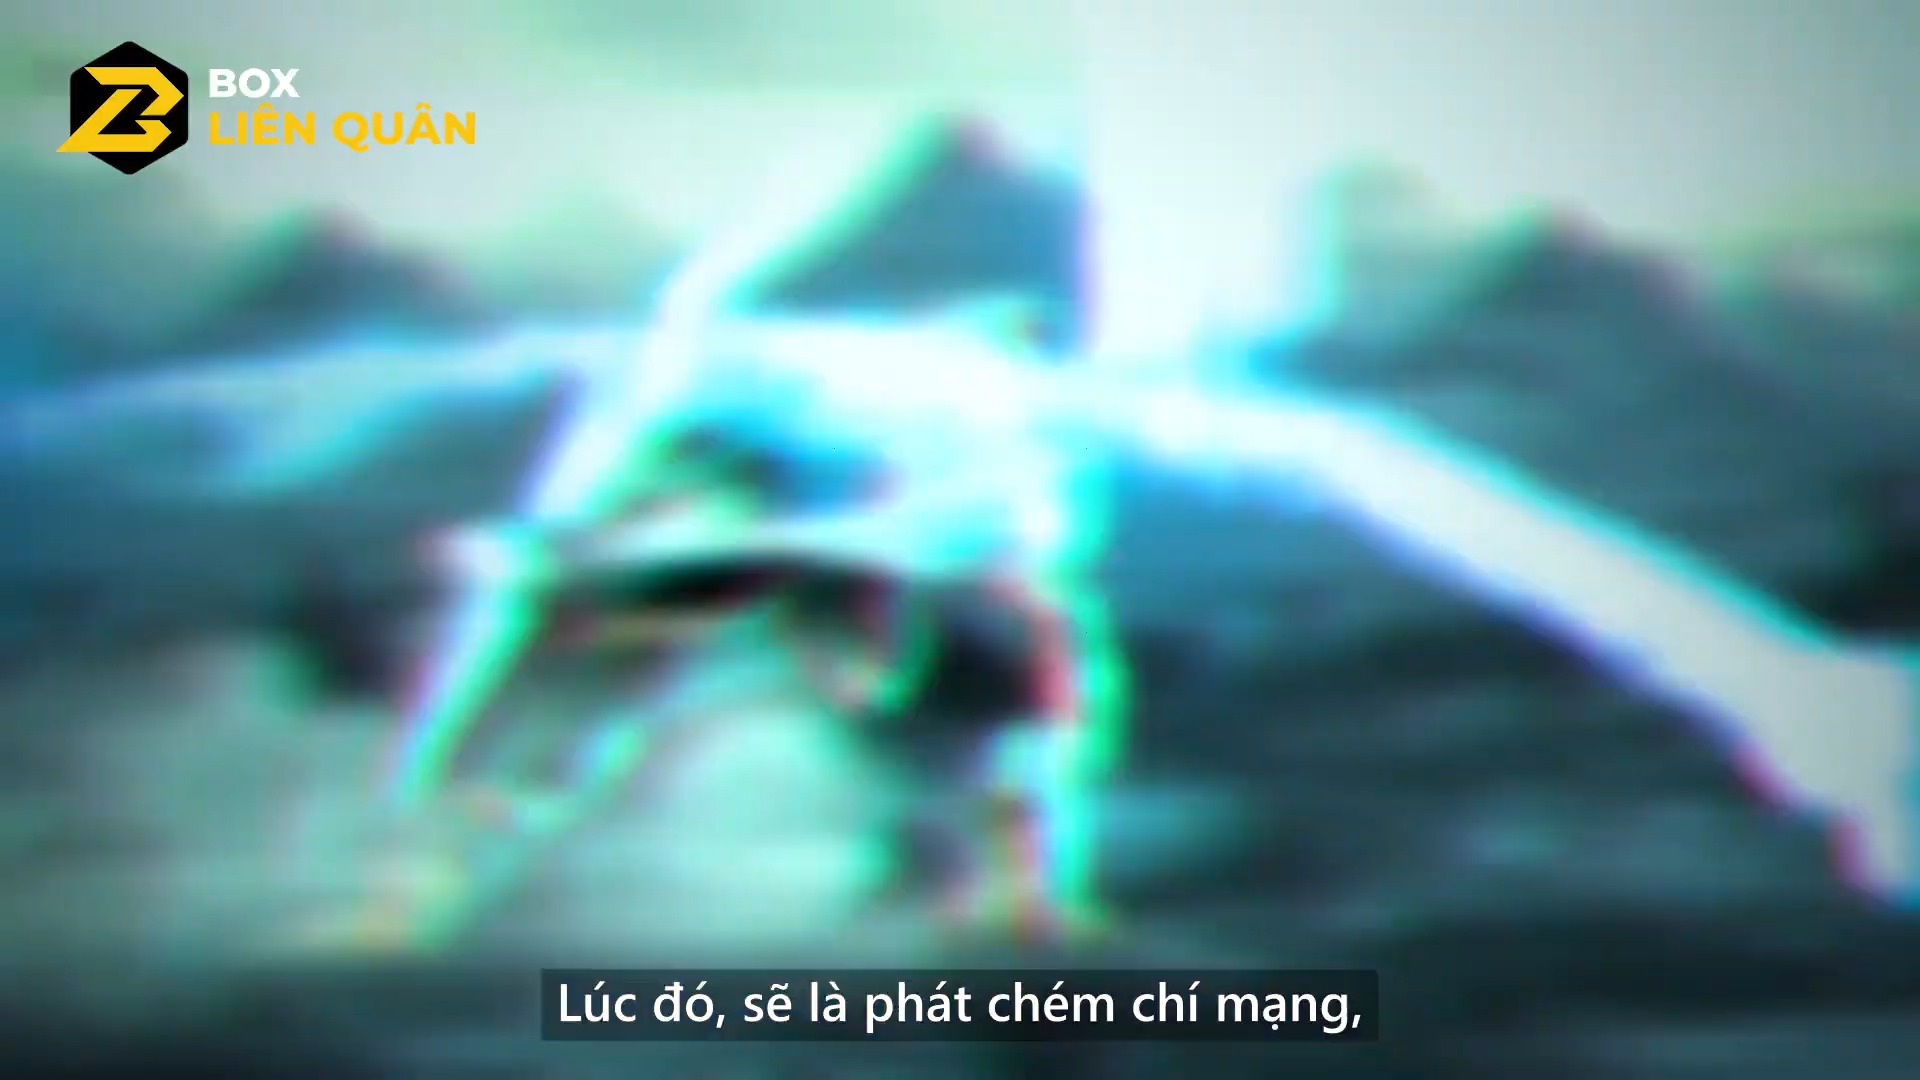 BOX
LIÊN QUÂN
Lúc đó, sẽ là phát chém chí mạng,